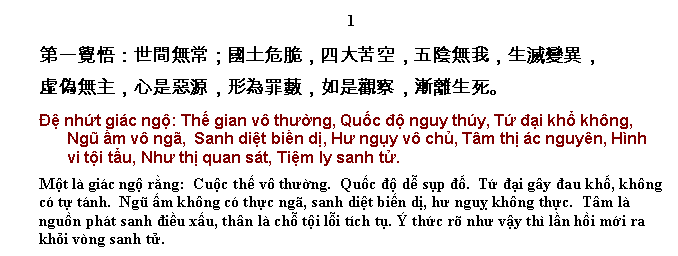 1
第一覺悟：世間無常；國土危脆，四大苦空，五陰無我，生滅變異，
虛偽無主，心是惡源，形為罪藪，如是觀察，漸離生死。
Đệ nhứt giác ngộ: Thế gian vô thường, Quốc độ nguy thúy, Tứ đại khổ không,
Ngũ ấm vô ngã, Sanh diệt biến dị, Hư ngụy vô chủ, Tâm thị ác nguyên, Hình
vi tội tẩu, Như thị quan sát, Tiệm ly sanh tử.
Một là giác ngộ rằng: Cuộc thế vô thường. Quốc độ dễ sụp đổ. Tứ đại gây đau khổ, không
có tự tánh. Ngũ ấm không có thực ngã, sanh diệt biến dị, hư nguỵ không thực. Tâm là
nguồn phát sanh điều xấu, thân là chỗ tội lỗi tích tụ. Ý thức rõ như vậy thì lần hồi mới ra
khỏi vòng sanh tử.